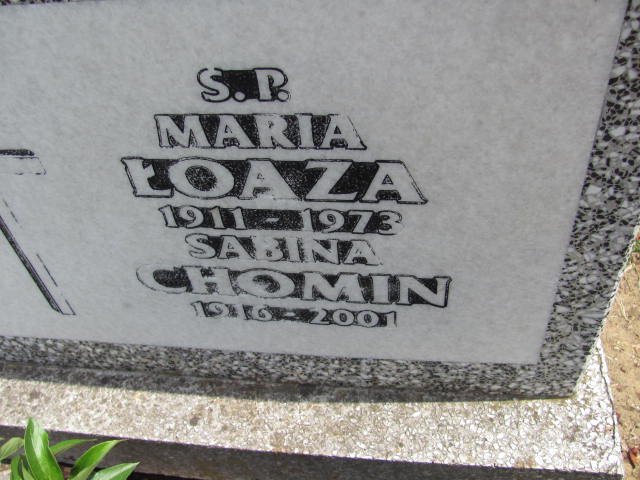 S.P.
MARIA
ŁOAZA
1911-1973
SABINA
CHOMIN
1916-2001